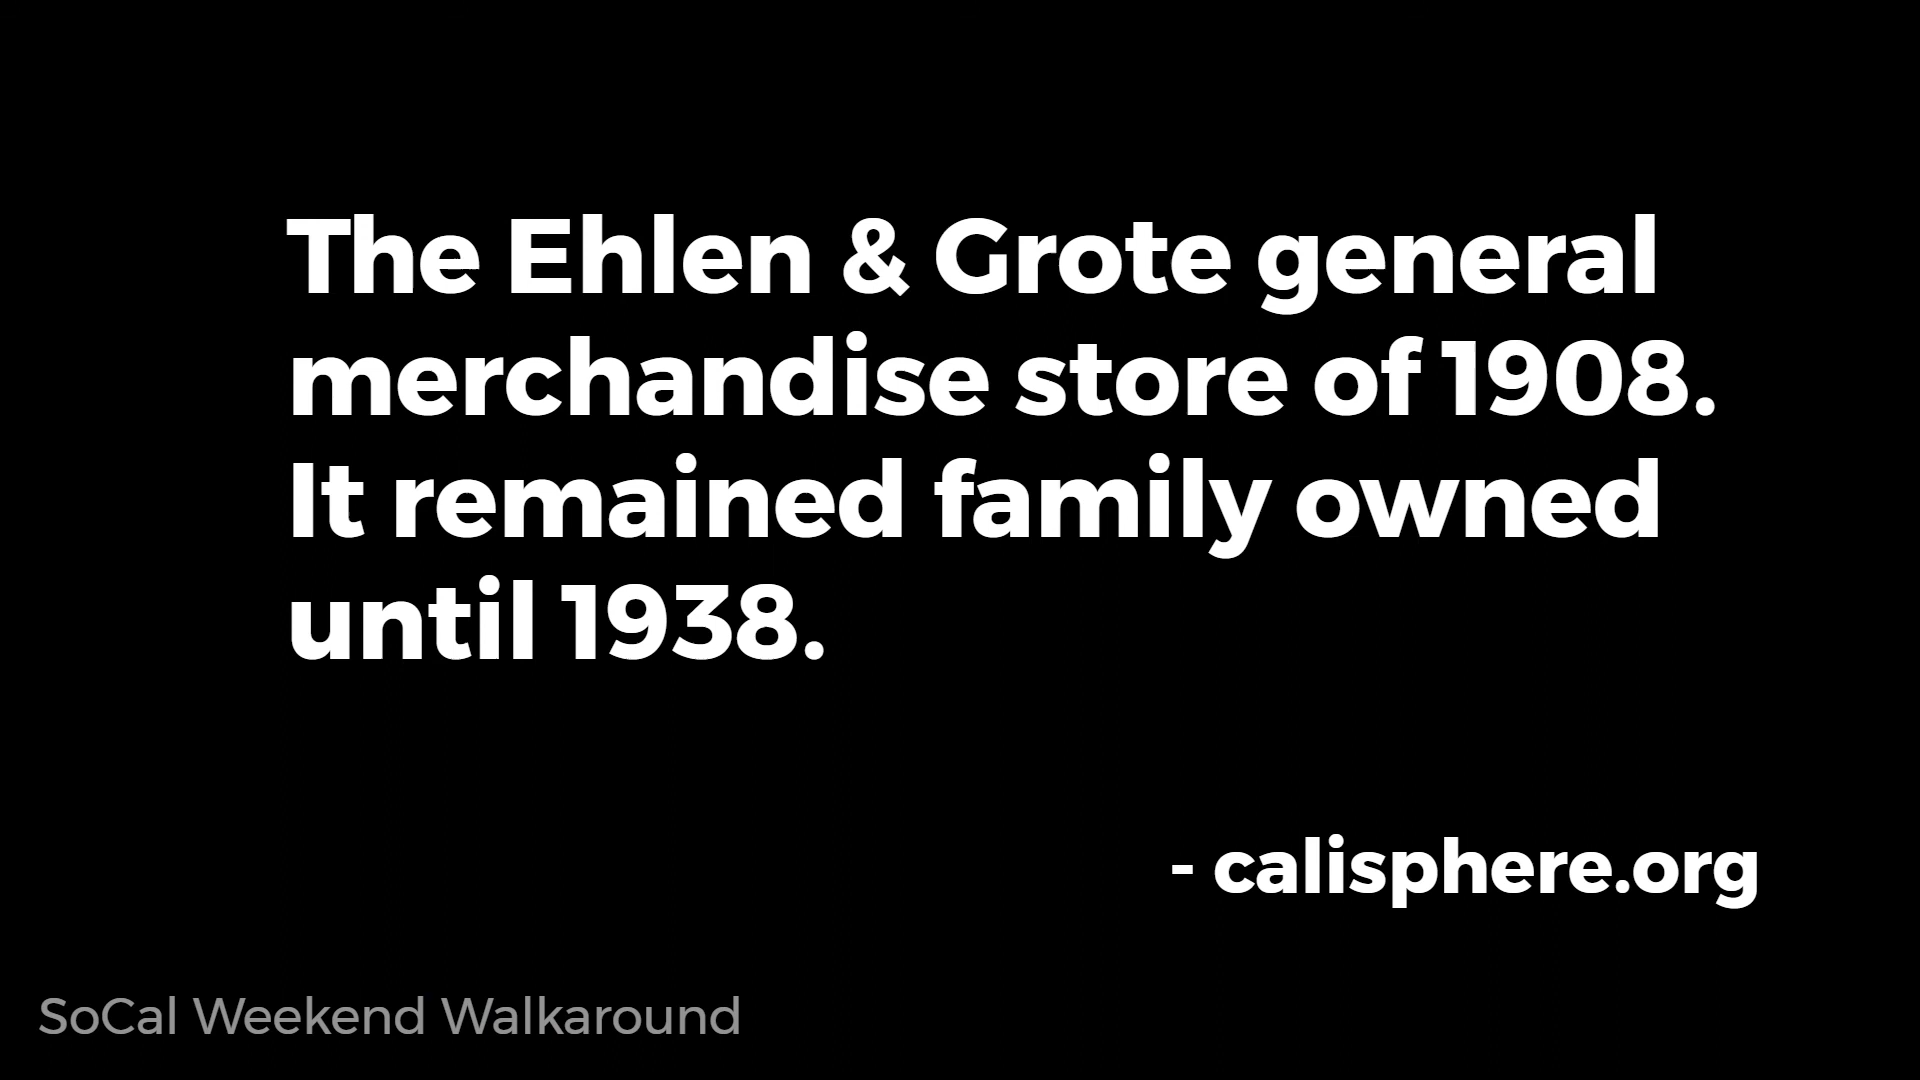 The Ehlen & Grote general
merchandise store of 1908.
It remained family owned
until 1938.
- calisphere.org
SoCal Weekend Walkaround